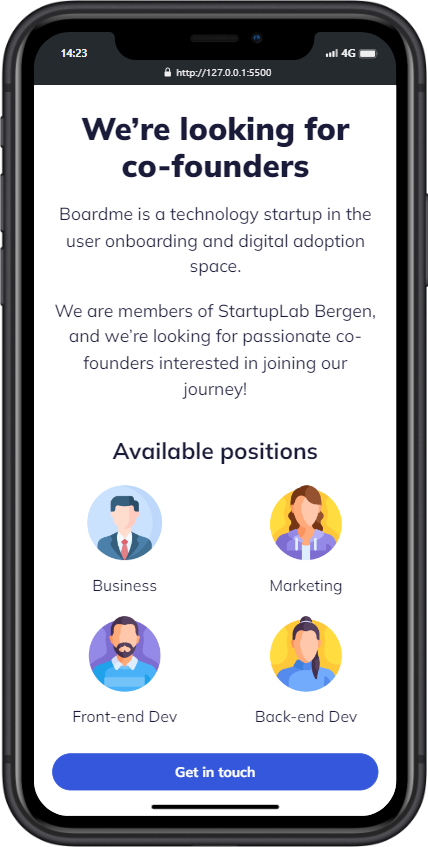 14:23
4G
http://127.0.0.1:5500
We’re looking for
co-founders
Boardme is a technology startup in the
user onboarding and digital adoption
space.
We are members of StartupLab Bergen,
and we’re looking for passionate co-
founders interested in joining our
journey!
Available positions
Business
Marketing
Front-end Dev
Back-end Dev
Get in touch